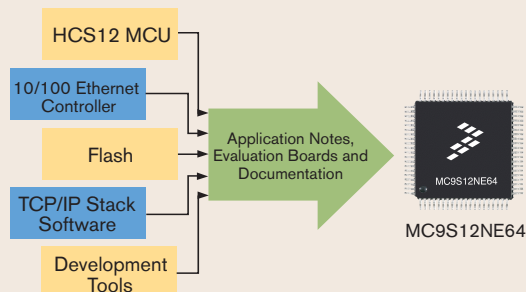 HCS12 MCU
10/100 Ethernet
Controller
Flash
TCP/IP Stack
Software
Development
Tools
Application Notes,
Evaluation Boards and
Documentation
MC9S12NE64
MC9S12NE64